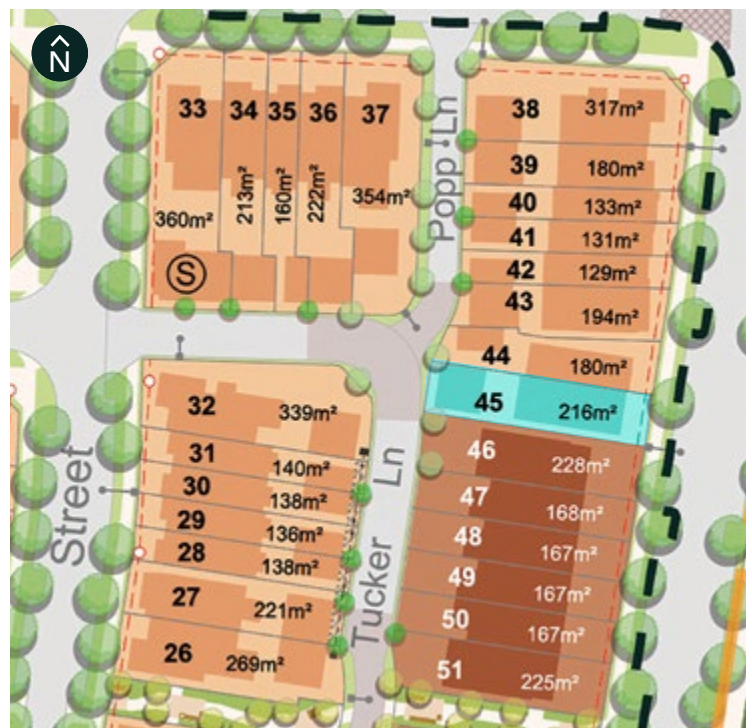 N
33 34 35 36 37
360m² 213m² 160m² 222m² 354m²
S
Popp Ln
38 317m²
39 180m²
40 133m²
41 131m²
42 129m²
43 194m²
44 180m²
45 216m²
46 228m²
47 168m²
48 167m²
49 167m²
50 167m²
51 225m²
32 339m²
31 140m²
30 138m²
29 136m²
28 138m²
27 221m²
26 269m²
Street
Tucker Ln